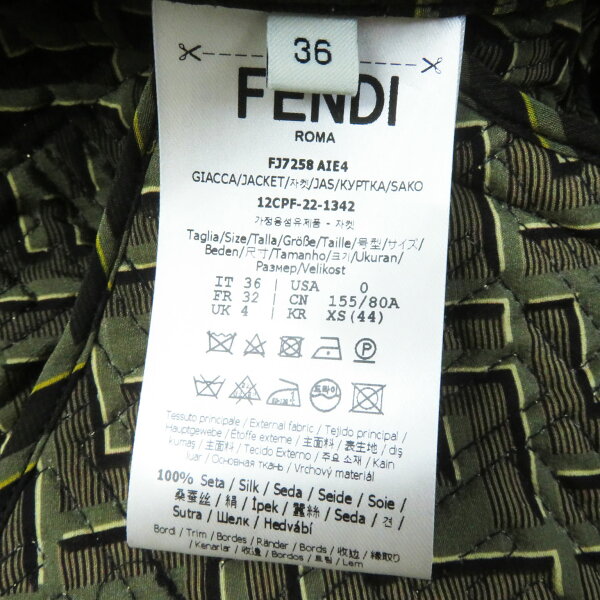 36
FENDI
ROMA
FJ7258 AIE4
GIACCA/JACKET/자켓/JAS/КУРТКА/SAKO
12CPF-22-1342
가정용섬유제품 - 자켓
Taglia/Size/Talla/Größe/Taille/号型/サイズ/
Beden/尺寸/Tamanho/크기/Ukuran/
Размер/Velikost
IT 36 USA 0
FR 32 CN 155/80A
UK 4 KR XS(44)
드라이
Tessuto principale / External fabric / Tejido principal /
Hauptgewebe / Étoffe externe / 主面料 / 表生地 / dış
kumaş / Tecido Externo / 主要面料 / 주요 소재 / Kain
luar / Основная ткань / Vrchový materiál
100% Seta / Silk / Seda / Seide / Soie /
桑蚕丝 / 絹 / İpek / 蠶絲 / Seda / 견 /
Sutra / Шелк / Hedvábí
Bordi / Trim / Bordes / Ränder / Bords / 收边 / 縁取り
/ Kenarlar / 收邊 / Bordos / 트림 / Lem